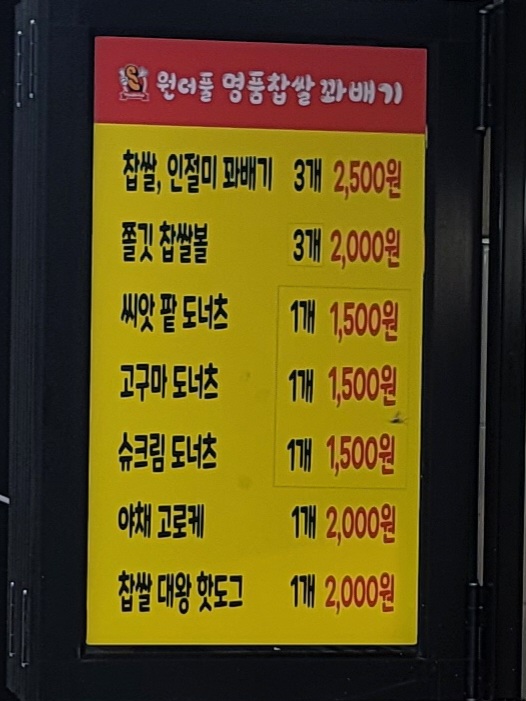 원더풀 명품찹쌀꽈배기
찹쌀, 인절미 꽈배기 3개 2,500원
쫄깃 찹쌀볼 3개 2,000원
씨앗 팥 도너츠 1개 1,500원
고구마 도너츠 1개 1,500원
슈크림 도너츠 1개 1,500원
야채 고로케 1개 2,000원
찹쌀 대왕 핫도그 1개 2,000원